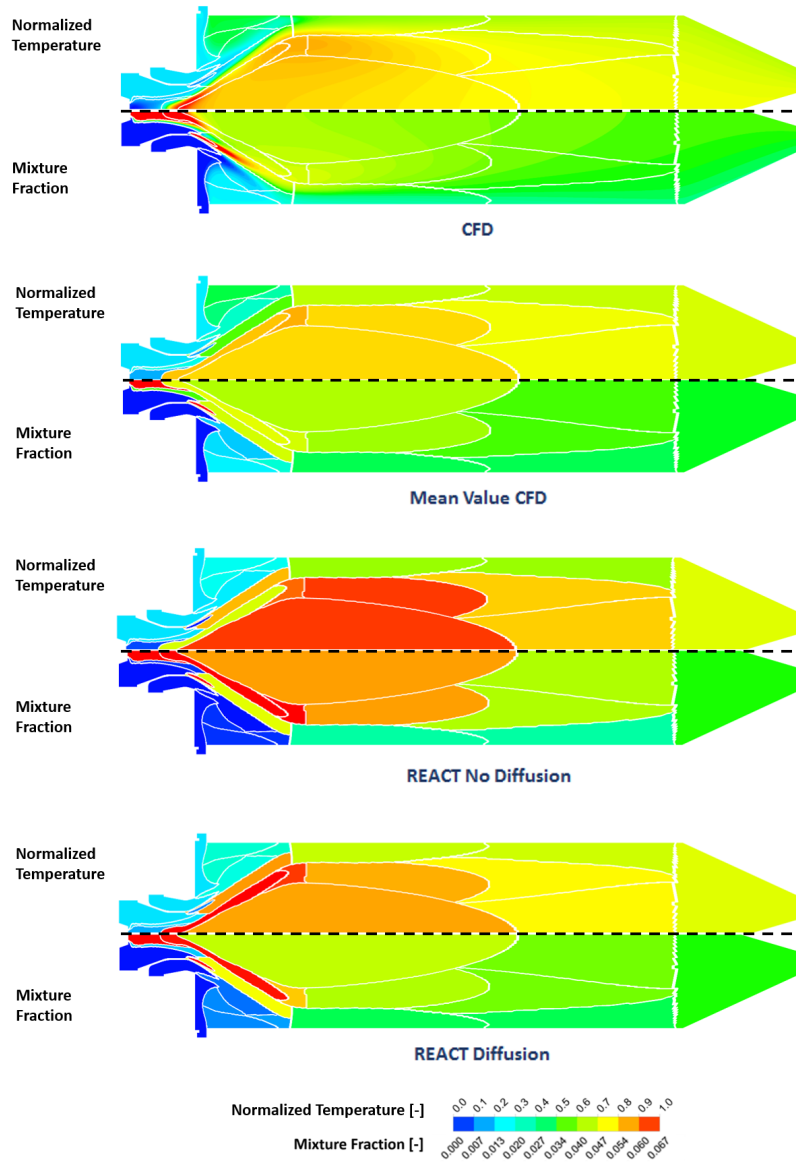 Normalized
Temperature
Mixture
Fraction
CFD
Normalized
Temperature
Mixture
Fraction
Mean Value CFD
Normalized
Temperature
Mixture
Fraction
REACT No Diffusion
Normalized
Temperature
Mixture
Fraction
REACT Diffusion
Normalized Temperature [-]
0.0 0.1 0.2 0.3 0.4 0.5 0.6 0.7 0.8 0.9 1.0
Mixture Fraction [-]
0.000 0.007 0.013 0.020 0.027 0.034 0.040 0.047 0.054 0.060 0.067